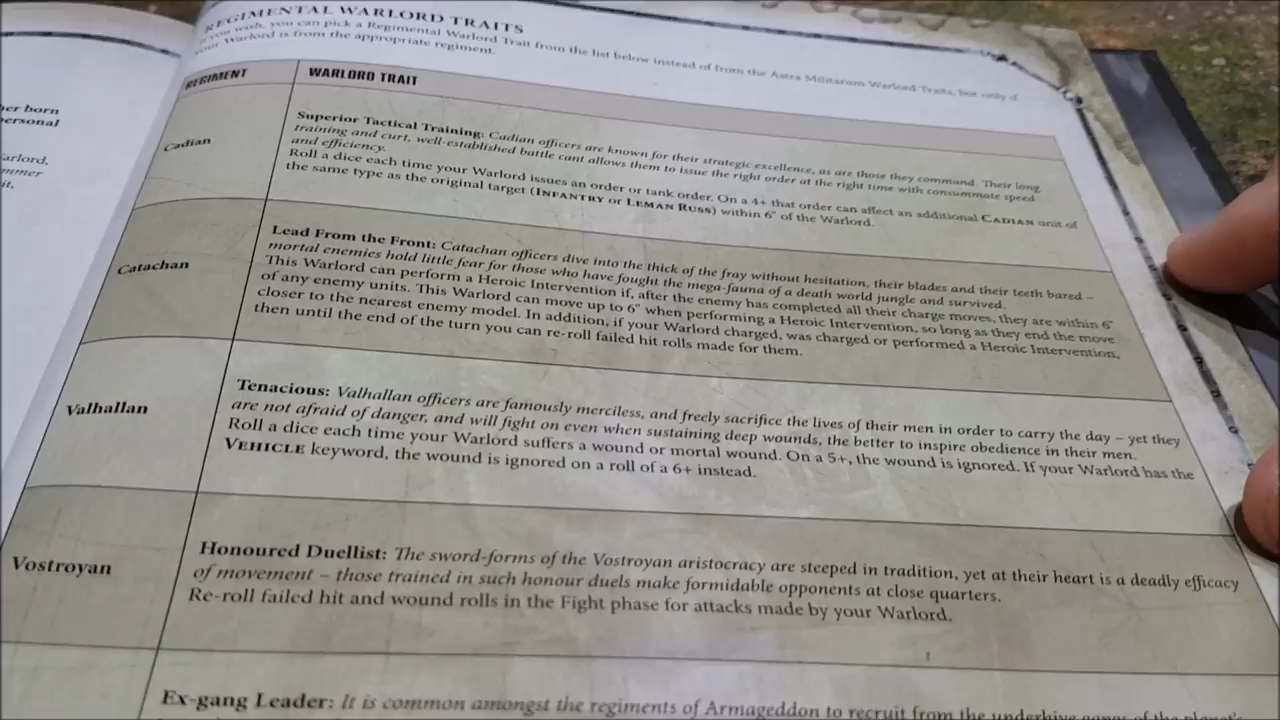 REGIMENTAL WARLORD TRAITS
If you wish, you can pick a Regimental Warlord Trait from the list below instead of from the Astra Militarum Warlord Traits, but only if
your Warlord is from the appropriate regiment.
REGIMENT
WARLORD TRAIT
Cadian
Superior Tactical Training: Cadian officers are known for their strategic excellence, as are those they command. Their long
training and curt, well-established battle cant allows them to issue the right order at the right time with consummate speed
and efficiency.
Roll a dice each time your Warlord issues an order or tank order. On a 4+ that order can affect an additional CADIAN unit of
the same type as the original target (INFANTRY or LEMAN RUSS) within 6" of the Warlord.
Catachan
Lead From the Front: Catachan officers dive into the thick of the fray without hesitation, their blades and their teeth bared –
mortal enemies hold little fear for those who have fought the mega-fauna of a death world jungle and survived.
This Warlord can perform a Heroic Intervention if, after the enemy has completed all their charge moves, they are within 6"
of any enemy units. This Warlord can move up to 6" when performing a Heroic Intervention, so long as they end the move
closer to the nearest enemy model. In addition, if your Warlord charged, was charged or performed a Heroic Intervention,
then until the end of the turn you can re-roll failed hit rolls made for them.
Valhallan
Tenacious: Valhallan officers are famously merciless, and freely sacrifice the lives of their men in order to carry the day – yet they
are not afraid of danger, and will fight on even when sustaining deep wounds, the better to inspire obedience in their men.
Roll a dice each time your Warlord suffers a wound or mortal wound. On a 5+, the wound is ignored. If your Warlord has the
VEHICLE keyword, the wound is ignored on a roll of a 6+ instead.
Vostroyan
Honoured Duellist: The sword-forms of the Vostroyan aristocracy are steeped in tradition, yet at their heart is a deadly efficacy
of movement – those trained in such honour duels make formidable opponents at close quarters.
Re-roll failed hit and wound rolls in the Fight phase for attacks made by your Warlord.
Ex-gang Leader: It is common amongst the regiments of Armageddon to recruit from the underhive gangs of the planet's
born